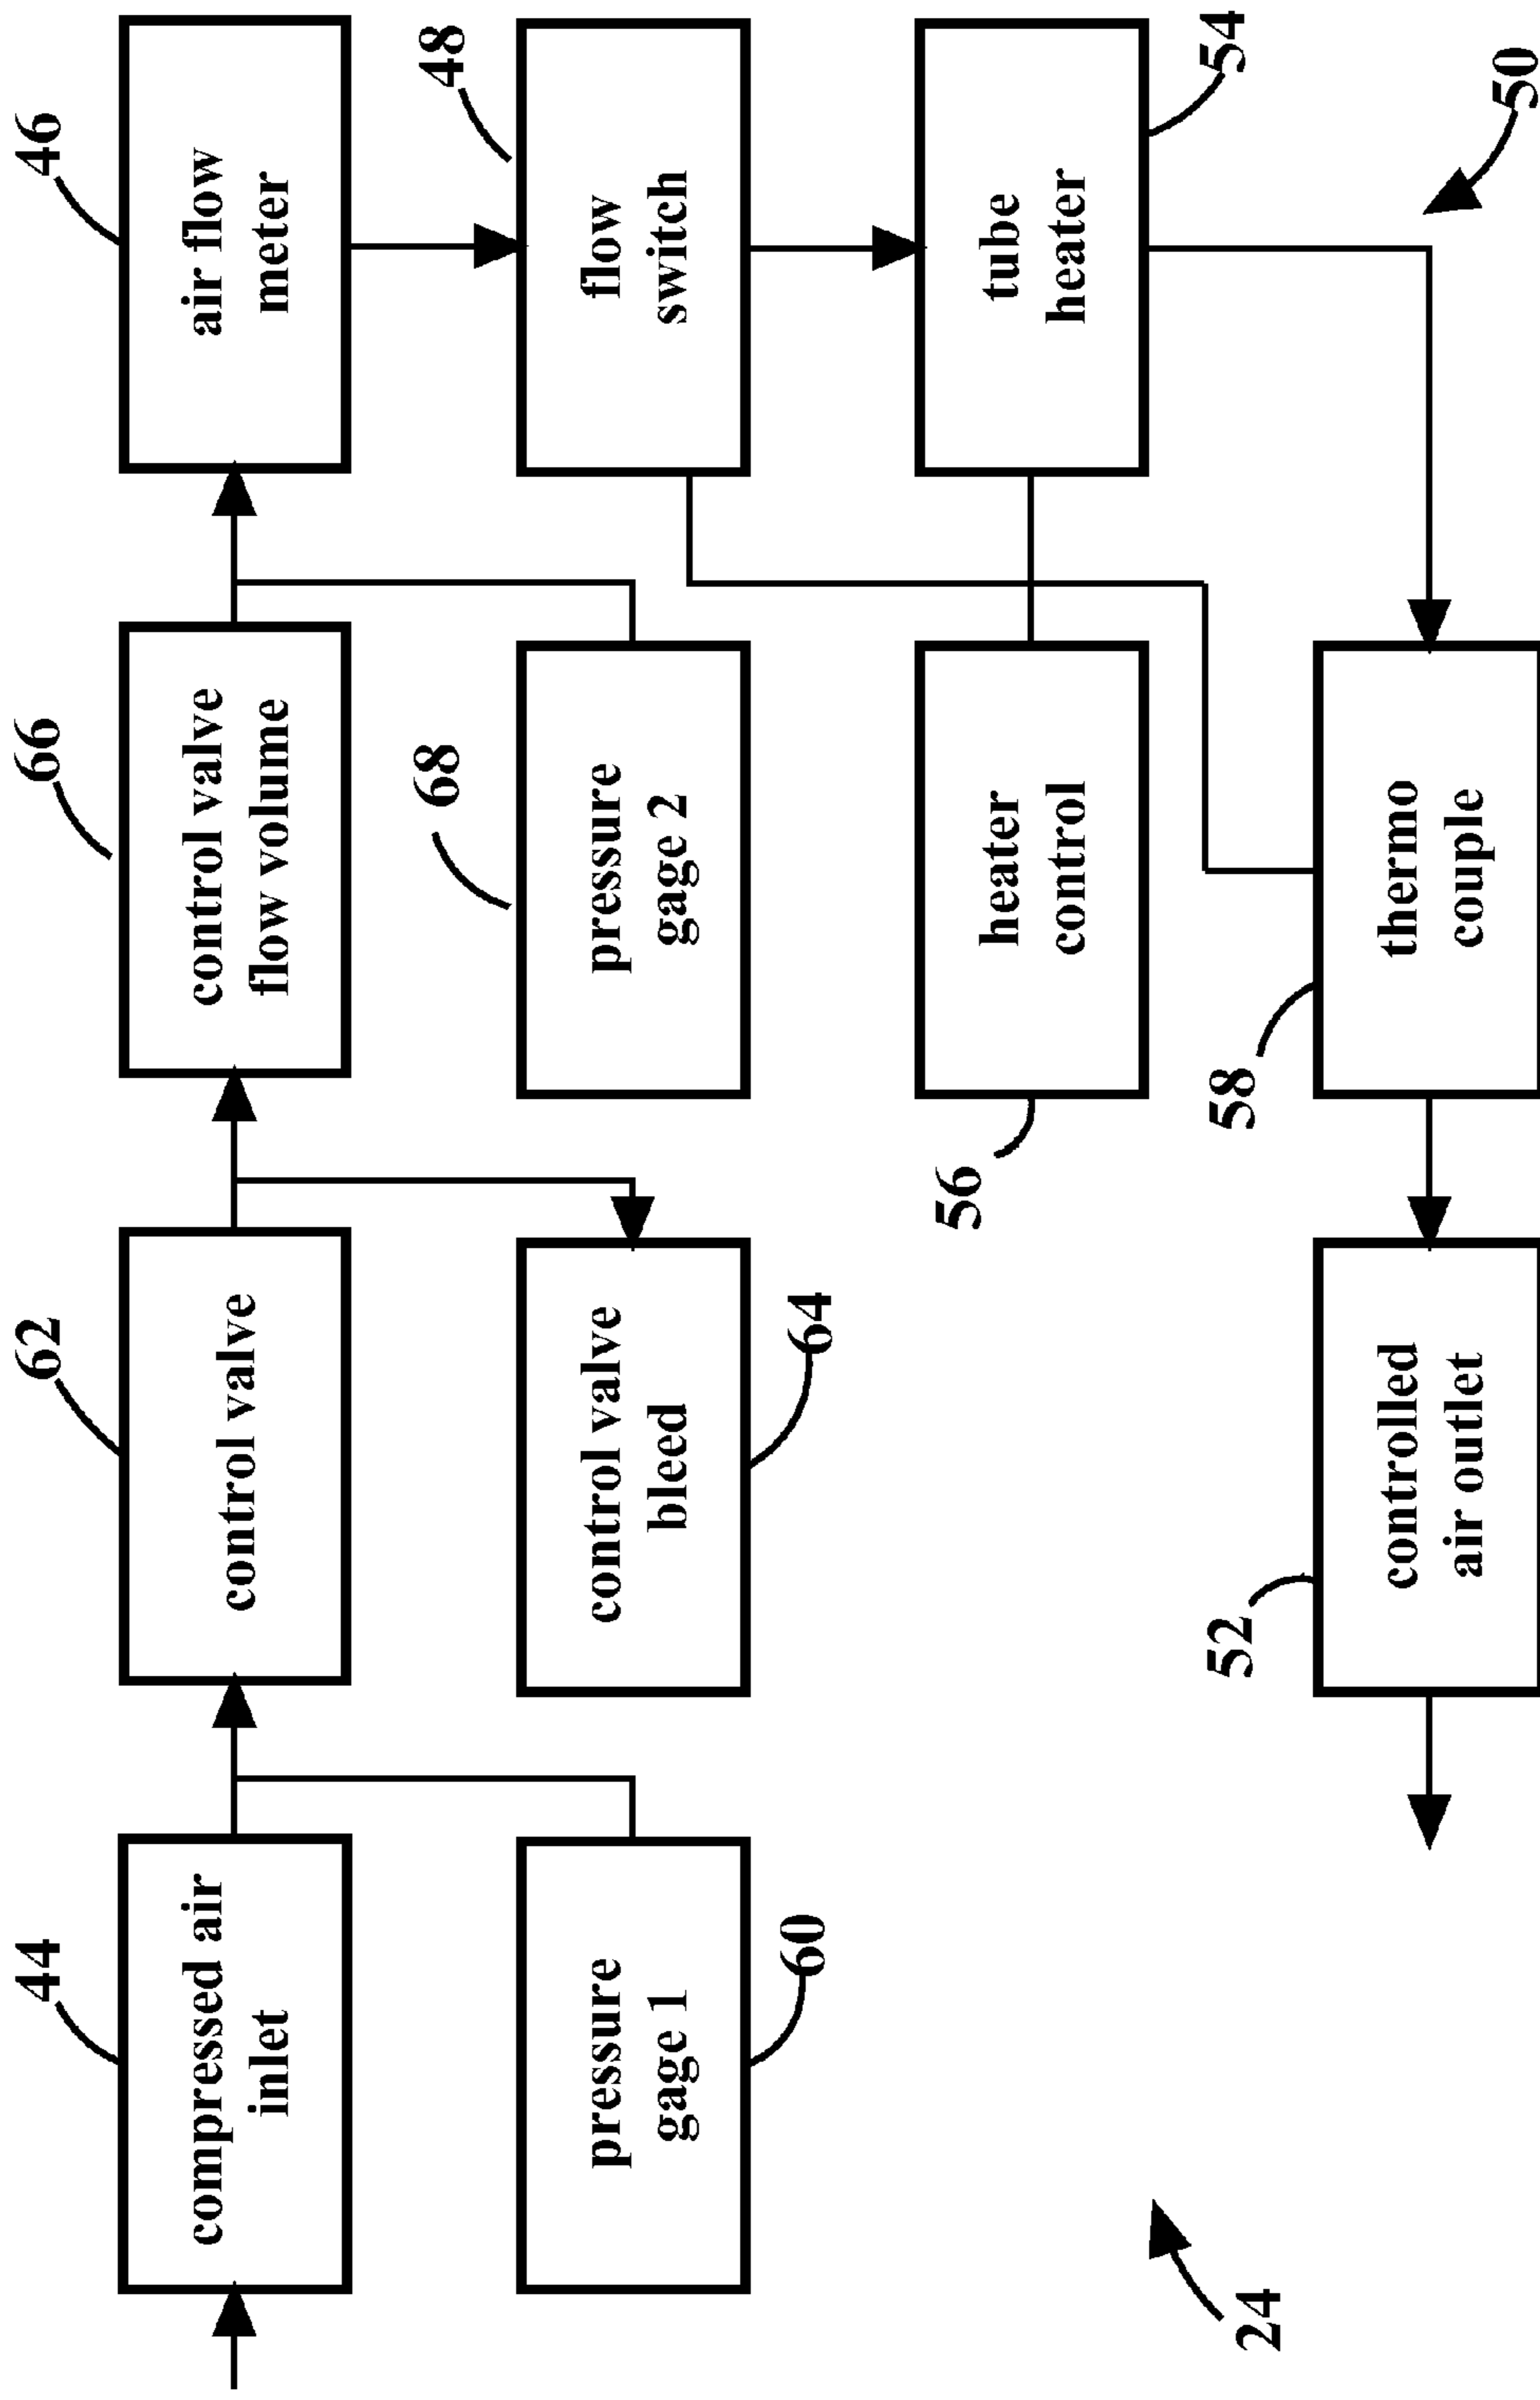 44
compressed air
inlet
62
control valve
66
control valve
flow volume
46
air flow
meter
pressure
gage 1
60
control valve
bleed
64
68
pressure
gage 2
48
flow
switch
56
heater
control
tube
heater
54
52
controlled
air outlet
58
thermo
couple
24
50